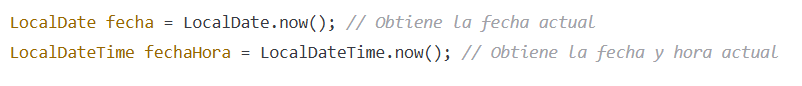 LocalDate fecha = LocalDate.now(); // Obtiene la fecha actual
LocalDateTime fechaHora = LocalDateTime.now(); // Obtiene la fecha y hora actual